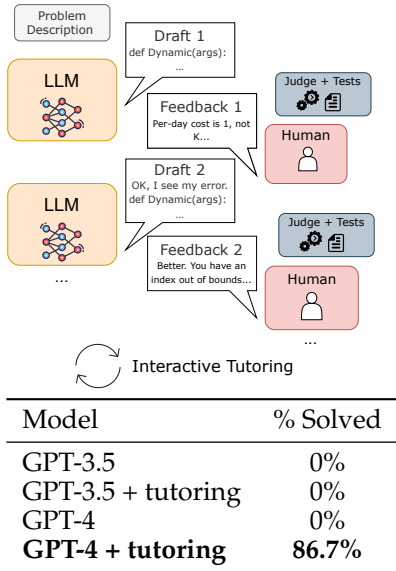 Problem
Description
Draft 1
def Dynamic(args):
...
LLM
Judge + Tests
Feedback 1
Per-day cost is 1, not
K...
Human
Draft 2
OK, I see my error.
def Dynamic(args):
...
LLM
...
Judge + Tests
Feedback 2
Better. You have an
index out of bounds...
Human
...
Interactive Tutoring
Model % Solved
GPT-3.5 0%
GPT-3.5 + tutoring 0%
GPT-4 0%
GPT-4 + tutoring 86.7%